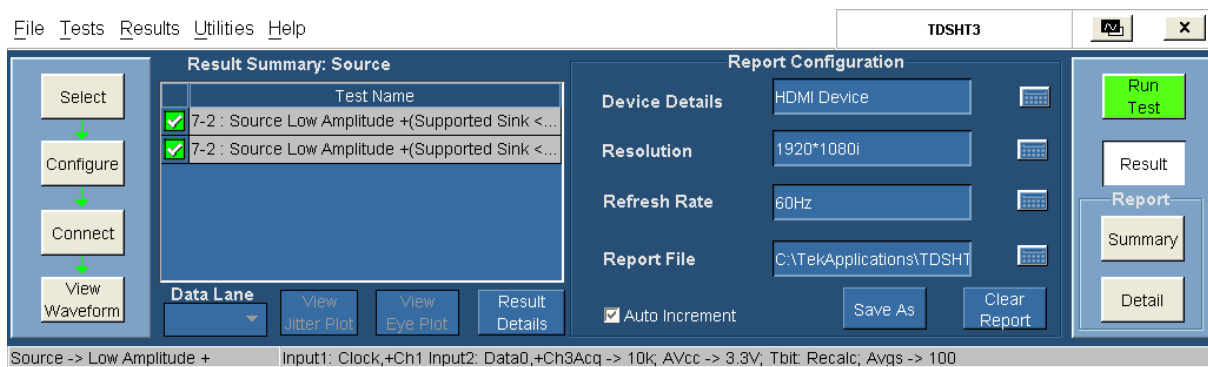 File Tests Results Utilities Help
TDSHT3
x
Select
Configure
Connect
View
Waveform
Result Summary: Source
Test Name
7-2 : Source Low Amplitude +(Supported Sink <...
7-2 : Source Low Amplitude +(Supported Sink <...
Data Lane
View
Jitter Plot
View
Eye Plot
Result
Details
Report Configuration
Device Details
HDMI Device
Resolution
1920*1080i
Refresh Rate
60Hz
Report File
C:\TekApplications\TDSHT
Auto Increment
Save As
Clear
Report
Run
Test
Result
Report
Summary
Detail
Source -> Low Amplitude +
Input1: Clock,+Ch1 Input2: Data0,+Ch3Acq -> 10k; AVcc -> 3.3V; Tbit: Recalc; Avgs -> 100